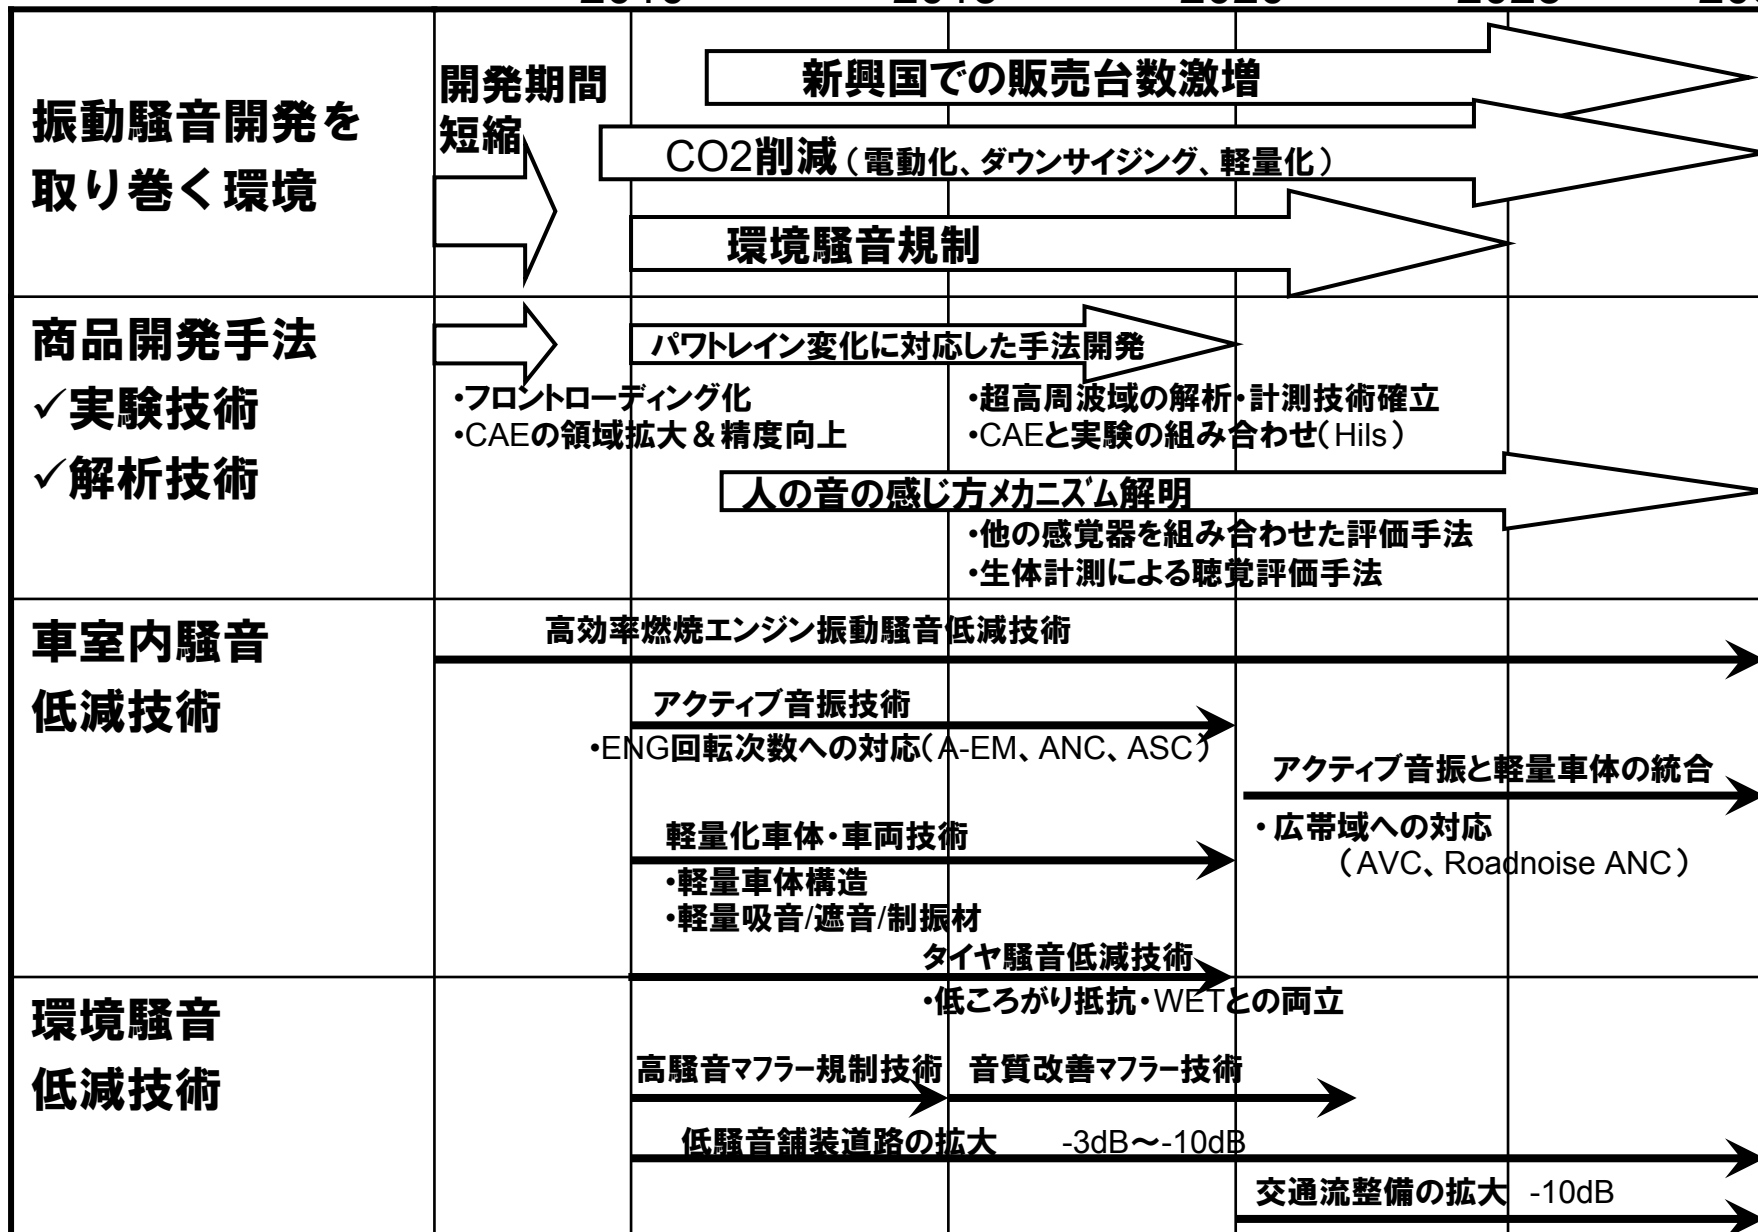 振動騒音開発を
取り巻く環境
開発期間
短縮
新興国での販売台数激増
CO2削減（電動化、ダウンサイジング、軽量化）
環境騒音規制
商品開発手法
✓実験技術
✓解析技術
パワトレイン変化に対応した手法開発
・フロントローディング化
・CAEの領域拡大＆精度向上
・超高周波域の解析・計測技術確立
・CAEと実験の組み合わせ（Hils）
人の音の感じ方メカニズム解明
・他の感覚器を組み合わせた評価手法
・生体計測による聴覚評価手法
車室内騒音
低減技術
高効率燃焼エンジン振動騒音低減技術
アクティブ音振技術
・ENG回転次数への対応（A-EM、ANC、ASC）
アクティブ音振と軽量車体の統合
・広帯域への対応
（AVC、Roadnoise ANC）
軽量化車体・車両技術
・軽量車体構造
・軽量吸音/遮音/制振材
タイヤ騒音低減技術
・低ころがり抵抗・WETとの両立
環境騒音
低減技術
高騒音マフラー規制技術　音質改善マフラー技術
低騒音舗装道路の拡大　-3dB～-10dB
交通流整備の拡大　-10dB